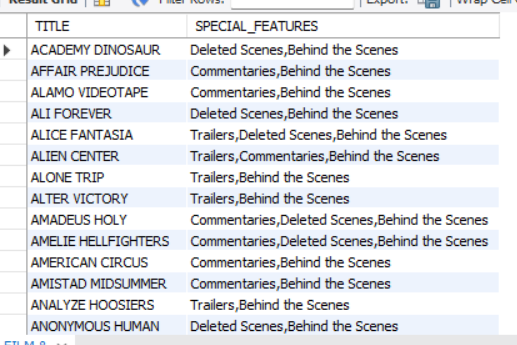 Result Grid Filter Rows: Export: Wrap Cell
TITLE SPECIAL_FEATURES
ACADEMY DINOSAUR Deleted Scenes,Behind the Scenes
AFFAIR PREJUDICE Commentaries,Behind the Scenes
ALAMO VIDEOTAPE Commentaries,Behind the Scenes
ALI FOREVER Deleted Scenes,Behind the Scenes
ALICE FANTASIA Trailers,Deleted Scenes,Behind the Scenes
ALIEN CENTER Trailers,Commentaries,Behind the Scenes
ALONE TRIP Trailers,Behind the Scenes
ALTER VICTORY Trailers,Behind the Scenes
AMADEUS HOLY Commentaries,Deleted Scenes,Behind the Scenes
AMELIE HELLFIGHTERS Commentaries,Deleted Scenes,Behind the Scenes
AMERICAN CIRCUS Commentaries,Behind the Scenes
AMISTAD MIDSUMMER Commentaries,Behind the Scenes
ANALYZE HOOSIERS Trailers,Behind the Scenes
ANONYMOUS HUMAN Deleted Scenes,Behind the Scenes